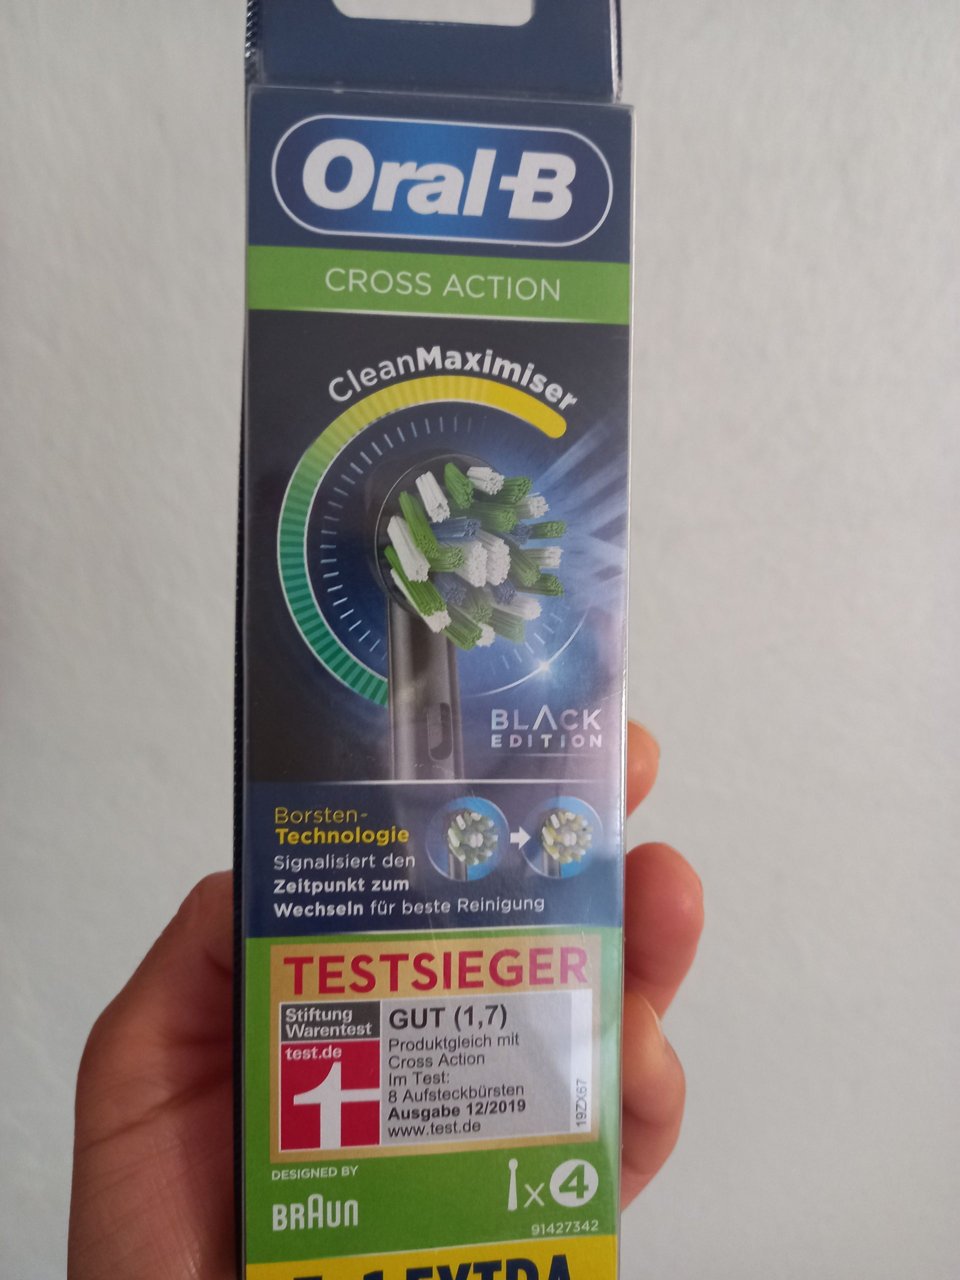 Oral-B
CROSS ACTION
CleanMaximiser
BLACK
EDITION
Borsten-
Technologie
Signalisiert den
Zeitpunkt zum
Wechseln für beste Reinigung
TESTSIEGER
Stiftung
Warentest
test.de
GUT (1,7)
Produktgleich mit
Cross Action
Im Test:
8 Aufsteckbürsten
Ausgabe 12/2019
www.test.de
19ZX67
DESIGNED BY
BRAUN
x 4
91427342
EXTRA